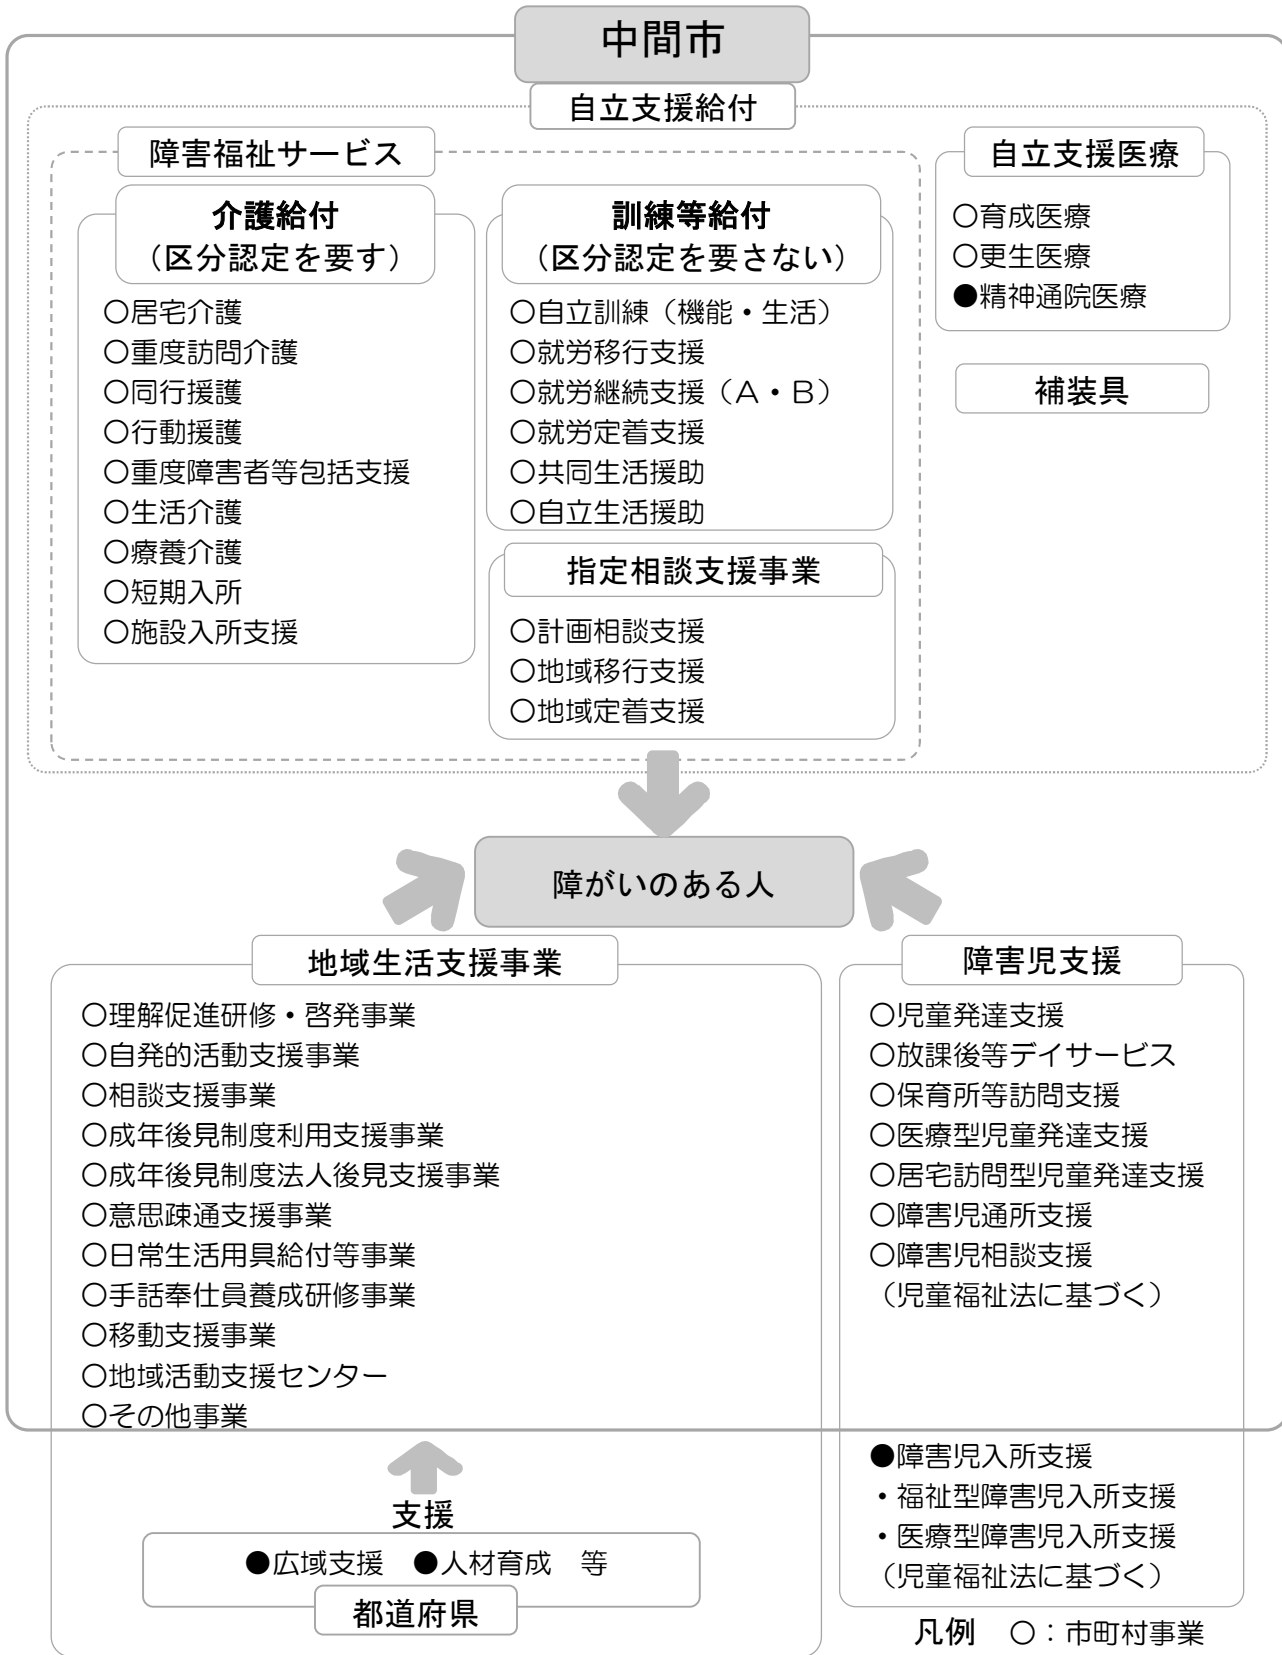 中間市
自立支援給付
障害福祉サービス
介護給付
（区分認定を要す）
○居宅介護
○重度訪問介護
○同行援護
○行動援護
○重度障害者等包括支援
○生活介護
○療養介護
○短期入所
○施設入所支援
訓練等給付
（区分認定を要さない）
○自立訓練（機能・生活）
○就労移行支援
○就労継続支援（A・B）
○就労定着支援
○共同生活援助
○自立生活援助
指定相談支援事業
○計画相談支援
○地域移行支援
○地域定着支援
自立支援医療
○育成医療
○更生医療
●精神通院医療
補装具
障がいのある人
地域生活支援事業
○理解促進研修・啓発事業
○自発的活動支援事業
○相談支援事業
○成年後見制度利用支援事業
○成年後見制度法人後見支援事業
○意思疎通支援事業
○日常生活用具給付等事業
○手話奉仕員養成研修事業
○移動支援事業
○地域活動支援センター
○その他事業
支援
●広域支援　●人材育成　等
都道府県
障害児支援
○児童発達支援
○放課後等デイサービス
○保育所等訪問支援
○医療型児童発達支援
○居宅訪問型児童発達支援
○障害児通所支援
○障害児相談支援
（児童福祉法に基づく）
●障害児入所支援
・福祉型障害児入所支援
・医療型障害児入所支援
（児童福祉法に基づく）
凡例　○：市町村事業